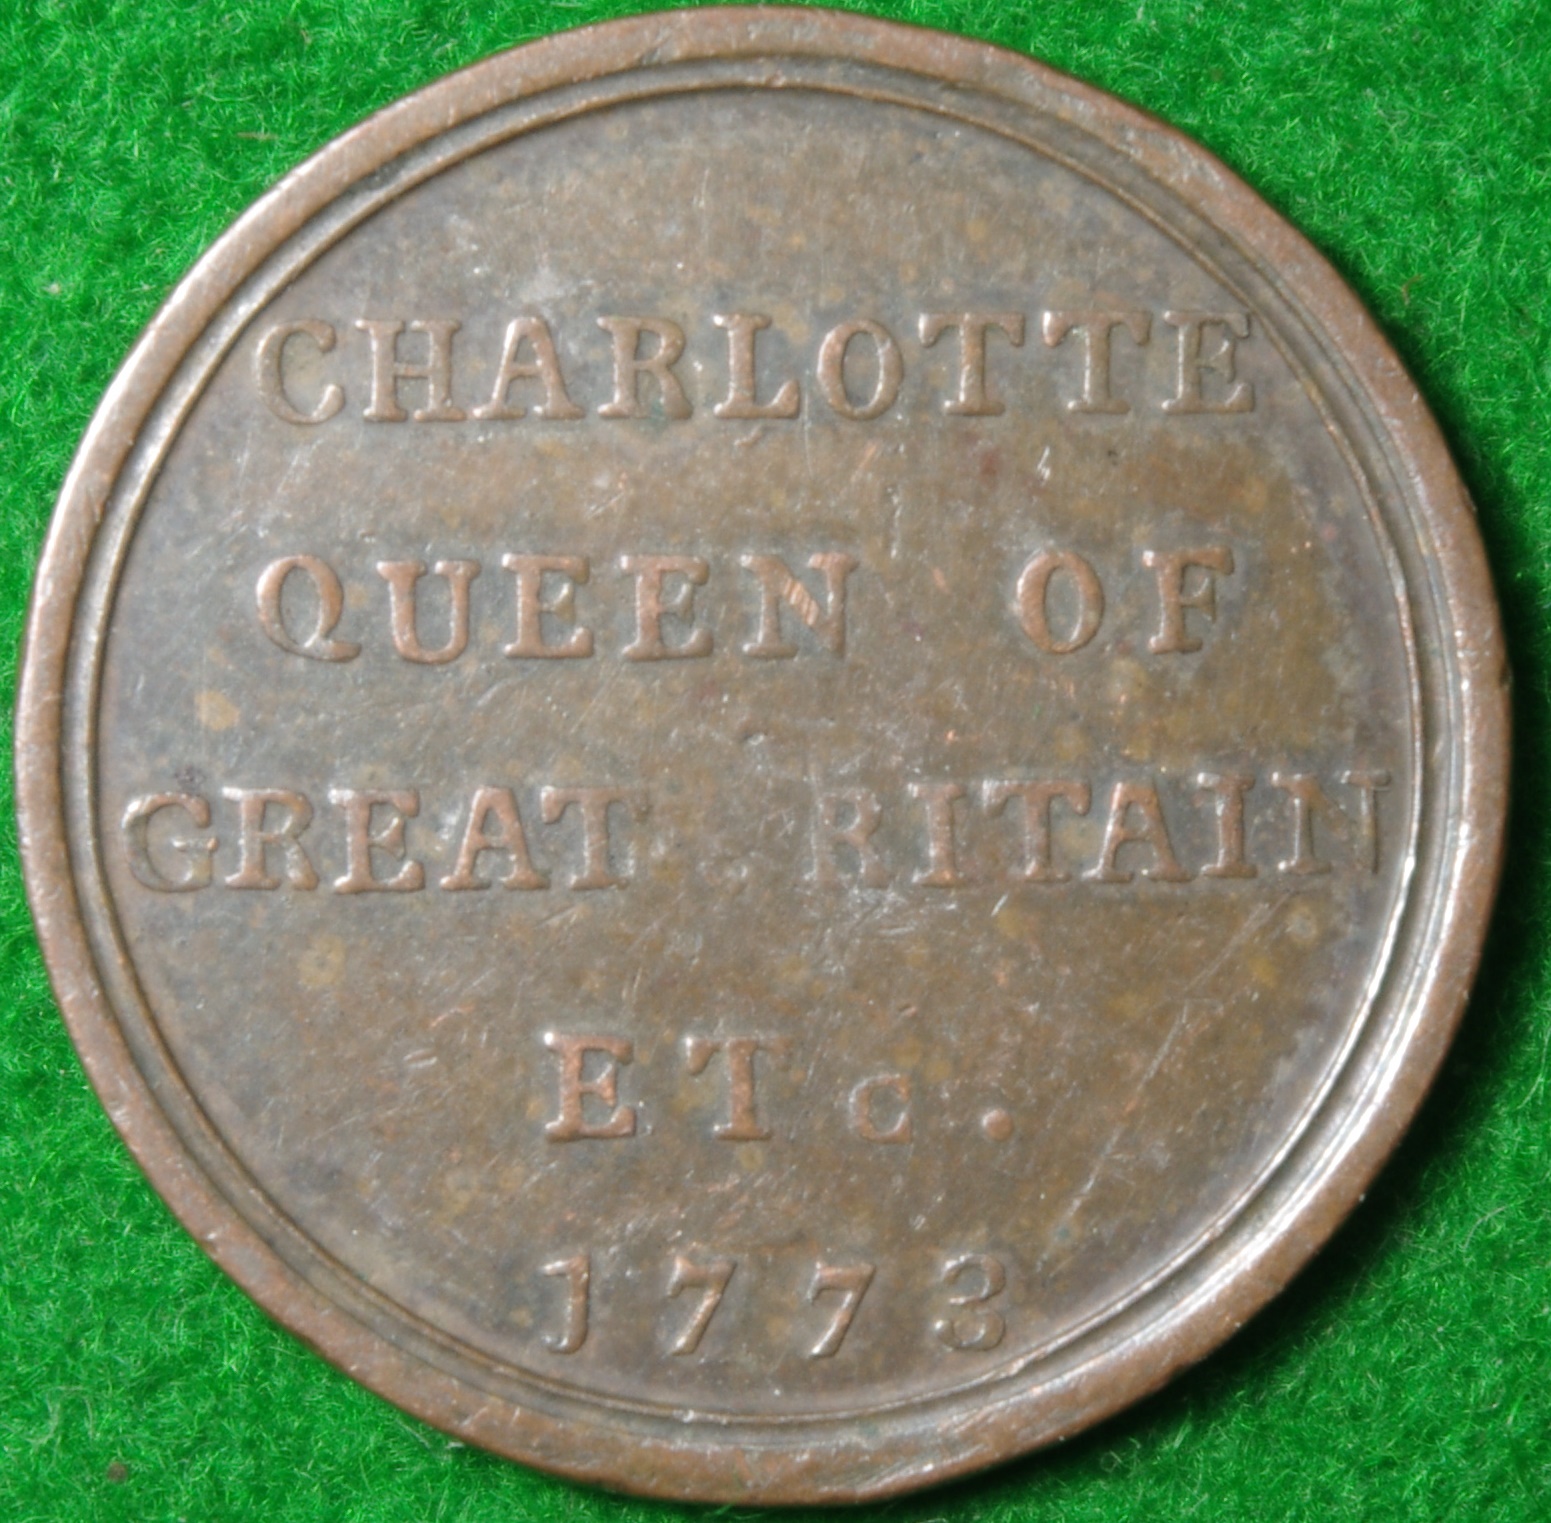 CHARLOTTE
QUEEN OF
GREAT RITAIN
ETc.
1773